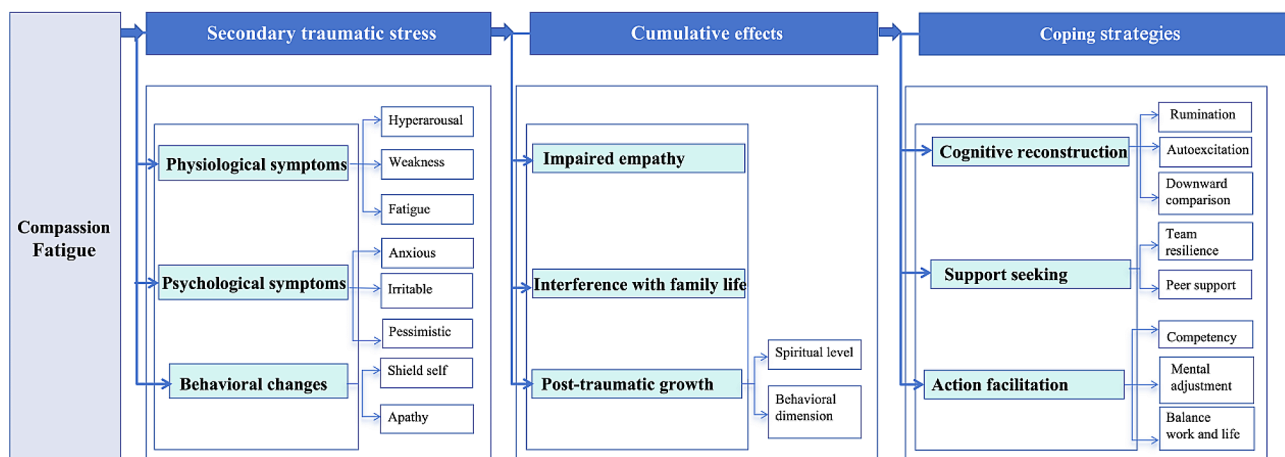 Compassion
Fatigue
Secondary traumatic stress
Physiological symptoms
Hyperarousal
Weakness
Fatigue
Psychological symptoms
Anxious
Irritable
Pessimistic
Behavioral changes
Shield self
Apathy
Cumulative effects
Impaired empathy
Interference with family life
Post-traumatic growth
Spiritual level
Behavioral
dimension
Coping strategies
Cognitive reconstruction
Rumination
Autoexcitation
Downward
comparison
Support seeking
Team
resilience
Peer support
Action facilitation
Competency
Mental
adjustment
Balance
work and life